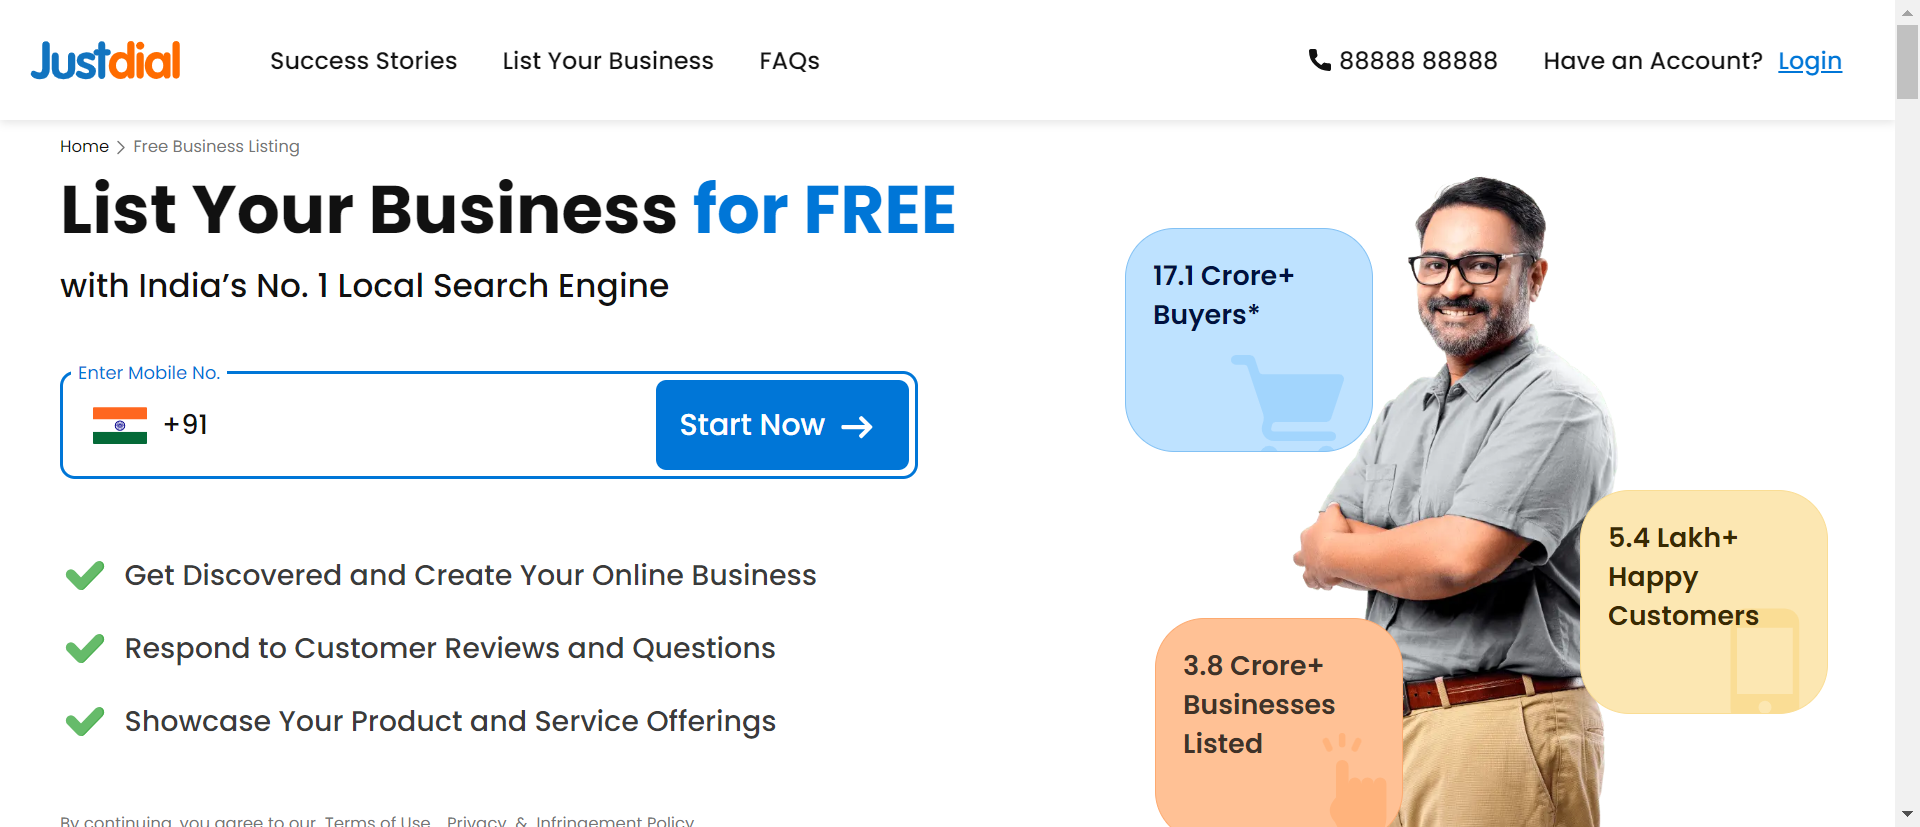 Justdial
Success Stories
List Your Business
FAQs
88888 88888
Have an Account? Login
Home > Free Business Listing
List Your Business for FREE
with India’s No. 1 Local Search Engine
Enter Mobile No.
+91
Start Now →
Get Discovered and Create Your Online Business
Respond to Customer Reviews and Questions
Showcase Your Product and Service Offerings
By continuing, you agree to our Terms of Use, Privacy & Infringement Policy
17.1 Crore+
Buyers*
5.4 Lakh+
Happy
Customers
3.8 Crore+
Businesses
Listed